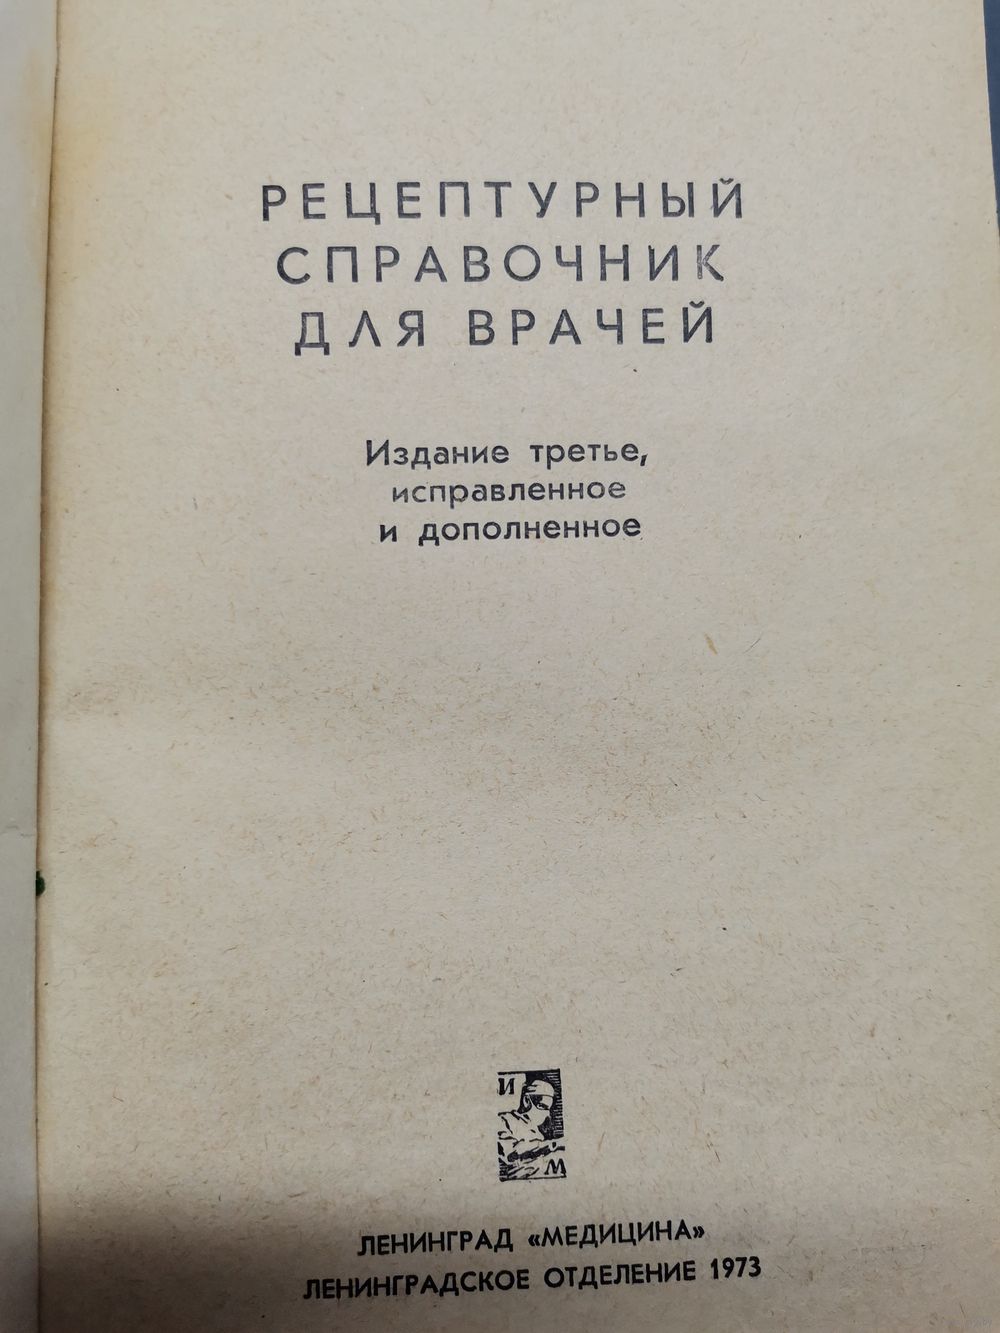 РЕЦЕПТУРНЫЙ
СПРАВОЧНИК
ДЛЯ ВРАЧЕЙ
Издание третье,
исправленное
и дополненное
И
М
ЛЕНИНГРАД «МЕДИЦИНА»
ЛЕНИНГРАДСКОЕ ОТДЕЛЕНИЕ 1973